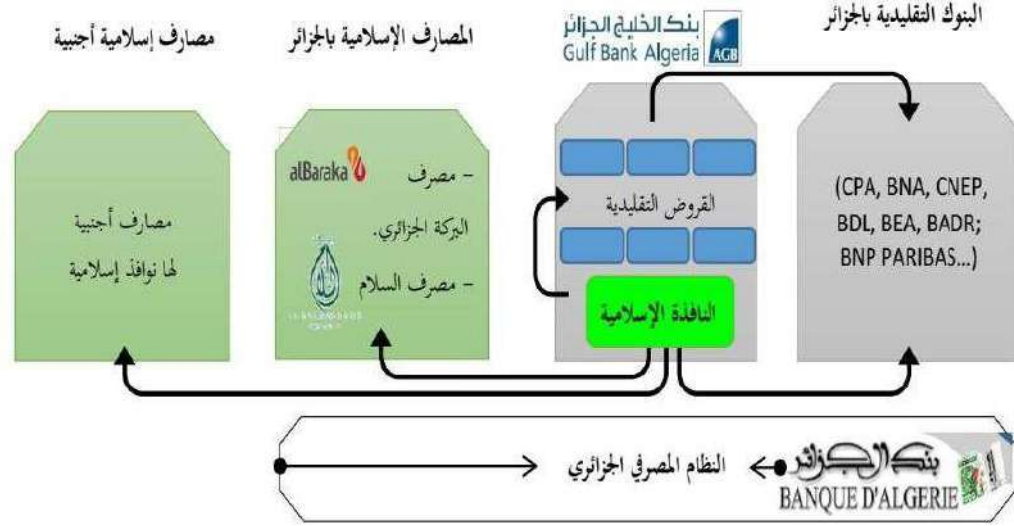 البنوك التقليدية بالجزائر
بنك الخليج الجزائر
Gulf Bank Algeria
AGB
المصارف الإسلامية بالجزائر
مصارف إسلامية أجنبية
(CPA, BNA, CNEP,
BDL, BEA, BADR;
BNP PARIBAS...)
القروض التقليدية
النافذة الإسلامية
alBaraka
- مصرف
البركة الجزائري.
- مصرف السلام
مصارف أجنبية
لها نوافذ إسلامية
بنك الجزائر
BANQUE D'ALGERIE
النظام المصرفي الجزائري